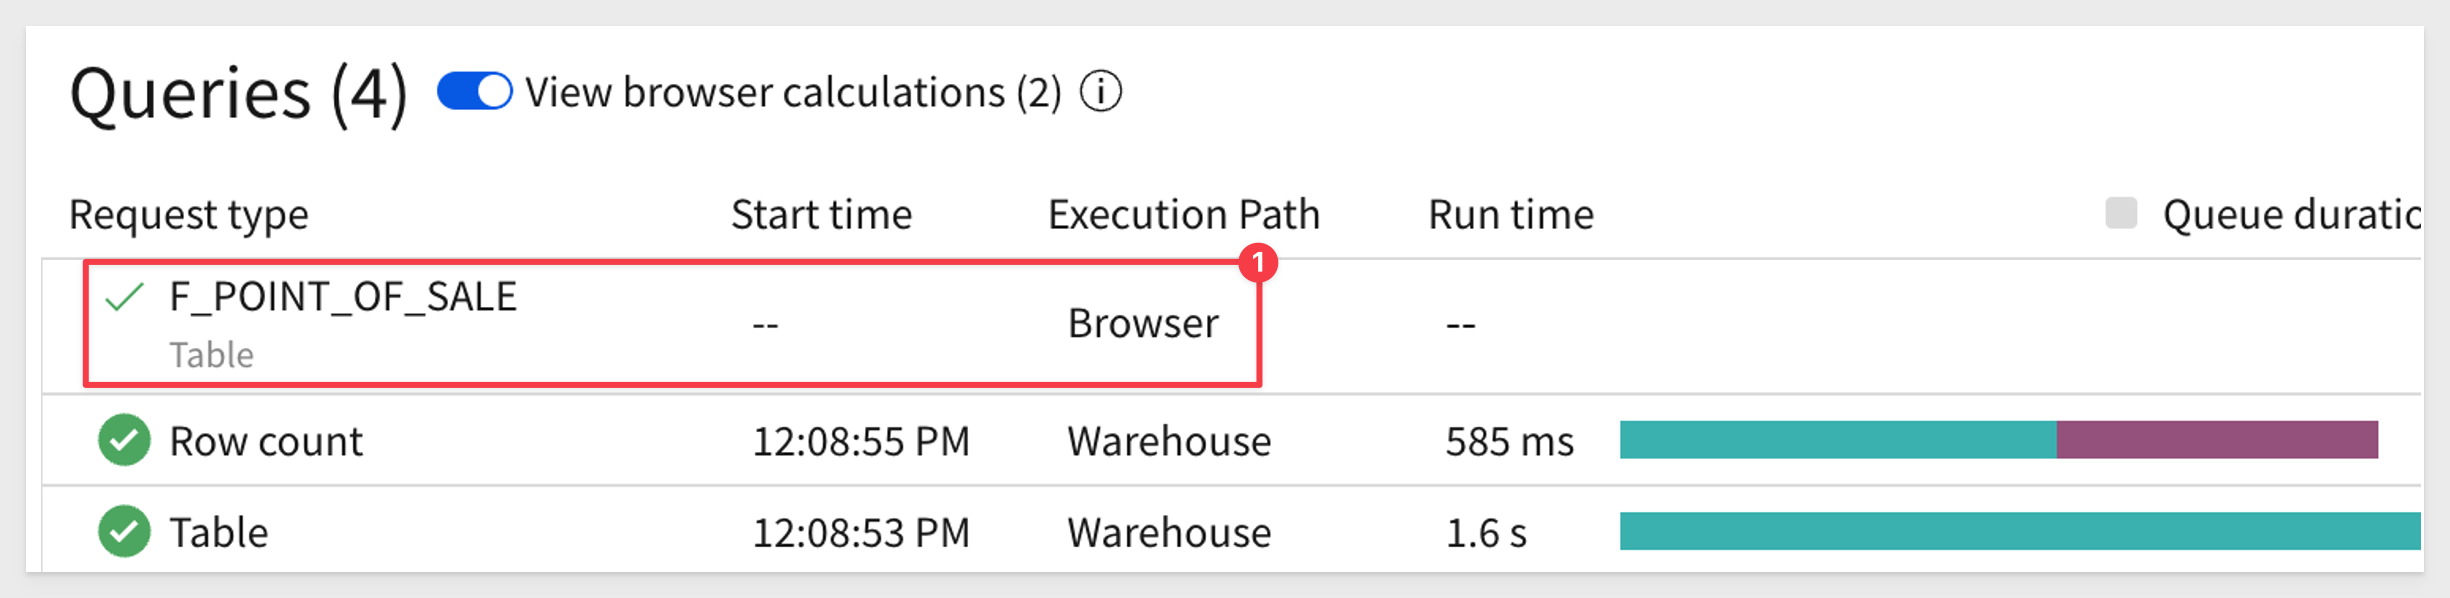 Queries (4) View browser calculations (2) i
Request type Start time Execution Path Run time Queue duratic
1
F_POINT_OF_SALE
-- Browser --
Table
Row count 12:08:55 PM Warehouse 585 ms
Table 12:08:53 PM Warehouse 1.6 s